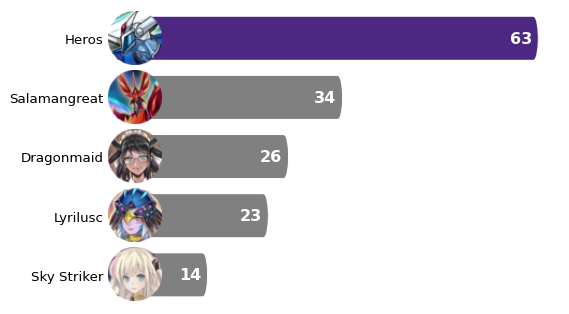 Heros 63
Salamangreat 34
Dragonmaid 26
Lyrilusc 23
Sky Striker 14